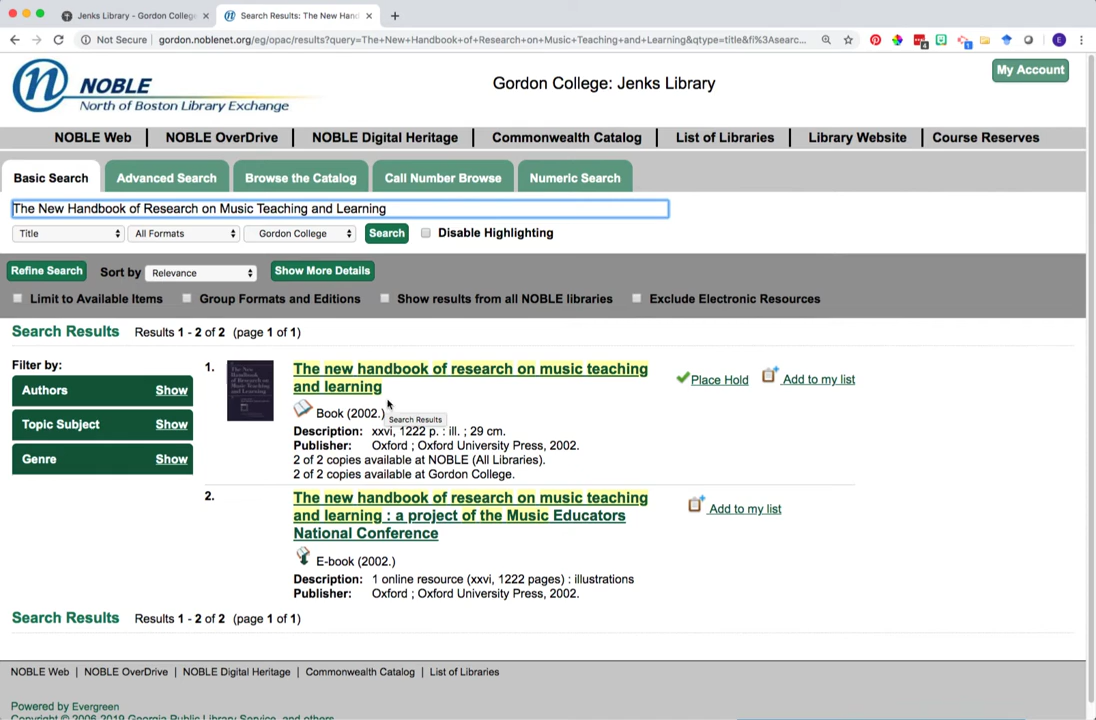 Jenks Library - Gordon College
Search Results: The New Hand
Not Secure
gordon.noblenet.org/eg/opac/results?query=The+New+Handbook+of+Research+on+Music+Teaching+and+Learning&qtype=title&fi%3Asearc...
NOBLE
North of Boston Library Exchange
Gordon College: Jenks Library
My Account
NOBLE Web
NOBLE OverDrive
NOBLE Digital Heritage
Commonwealth Catalog
List of Libraries
Library Website
Course Reserves
Basic Search
Advanced Search
Browse the Catalog
Call Number Browse
Numeric Search
The New Handbook of Research on Music Teaching and Learning
Title
All Formats
Gordon College
Search
Disable Highlighting
Refine Search
Sort by
Relevance
Show More Details
Limit to Available Items
Group Formats and Editions
Show results from all NOBLE libraries
Exclude Electronic Resources
Search Results
Results 1 - 2 of 2 (page 1 of 1)
Filter by:
Authors Show
Topic Subject Show
Genre Show
1.
The new handbook of research on music teaching
and learning
Book (2002.)
Search Results
Description: xxvi, 1222 p. : ill. ; 29 cm.
Publisher: Oxford ; Oxford University Press, 2002.
2 of 2 copies available at NOBLE (All Libraries).
2 of 2 copies available at Gordon College.
Place Hold
Add to my list
2.
The new handbook of research on music teaching
and learning : a project of the Music Educators
National Conference
E-book (2002.)
Description: 1 online resource (xxvi, 1222 pages) : illustrations
Publisher: Oxford ; Oxford University Press, 2002.
Add to my list
Search Results
Results 1 - 2 of 2 (page 1 of 1)
NOBLE Web | NOBLE OverDrive | NOBLE Digital Heritage | Commonwealth Catalog | List of Libraries
Powered by Evergreen
Copyright © 2006-2019 Georgia Public Library Service, and others